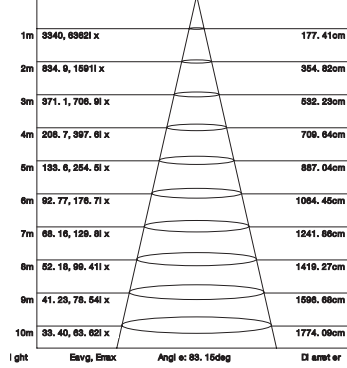 1m 3340, 6362l x 177. 41cm
2m 834. 9, 1591l x 354. 82cm
3m 371. 1, 706. 9l x 532. 23cm
4m 208. 7, 397. 6l x 709. 64cm
5m 133. 6, 254. 5l x 887. 04cm
6m 92. 77, 176. 7l x 1064. 45cm
7m 68. 16, 129. 8l x 1241. 86cm
8m 52. 18, 99. 41l x 1419. 27cm
9m 41. 23, 78. 54l x 1596. 68cm
10m 33. 40, 63. 62l x 1774. 09cm
ight Eavg, Emax Angl e: 83. 15deg Di amet er